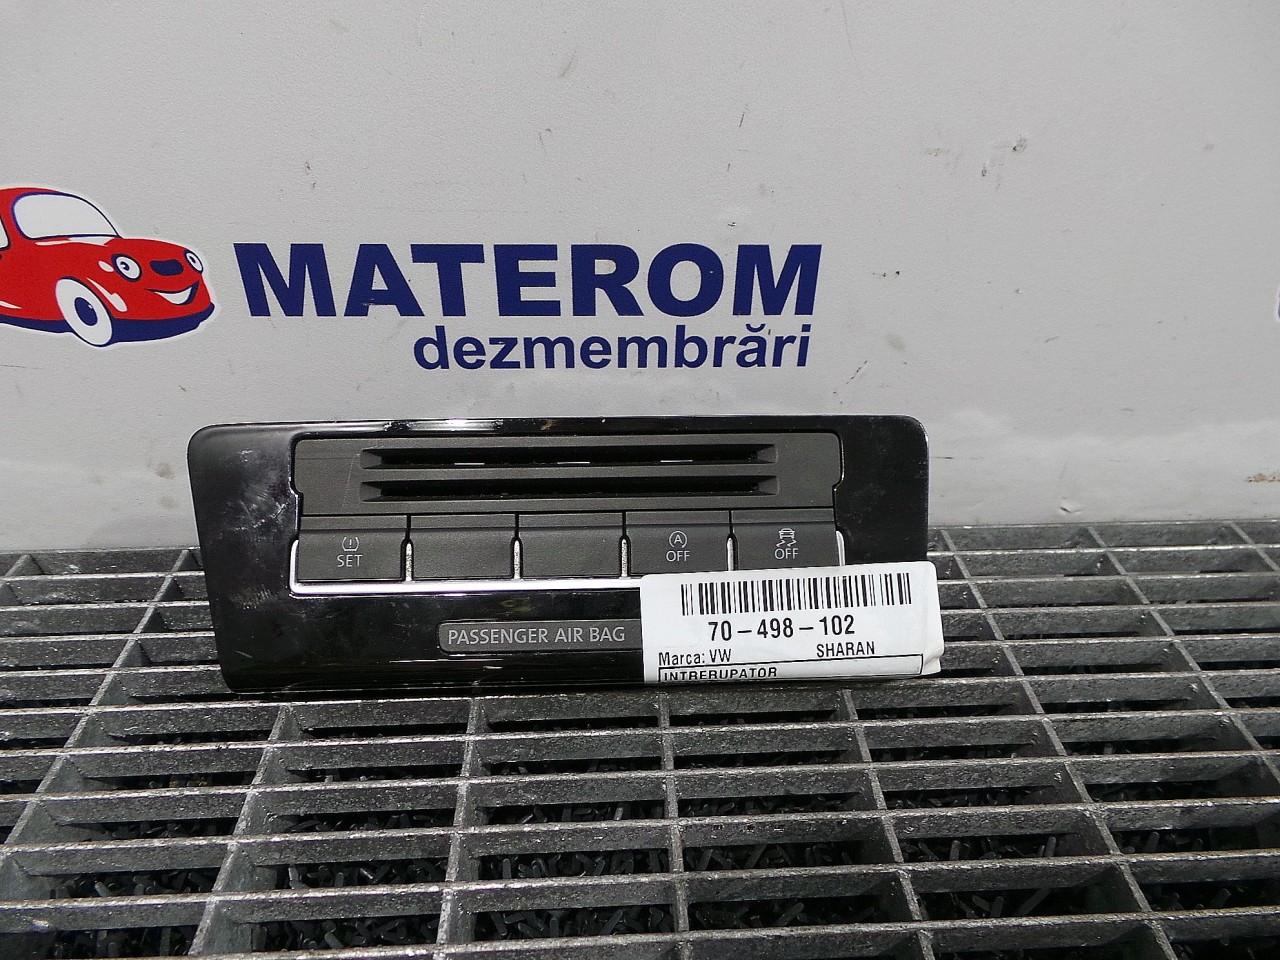 MATEROM
dezmembrări
SET
A
OFF
OFF
PASSENGER AIR BAG
70-498-102
Marca: VW SHARAN
INTRERUPATOR